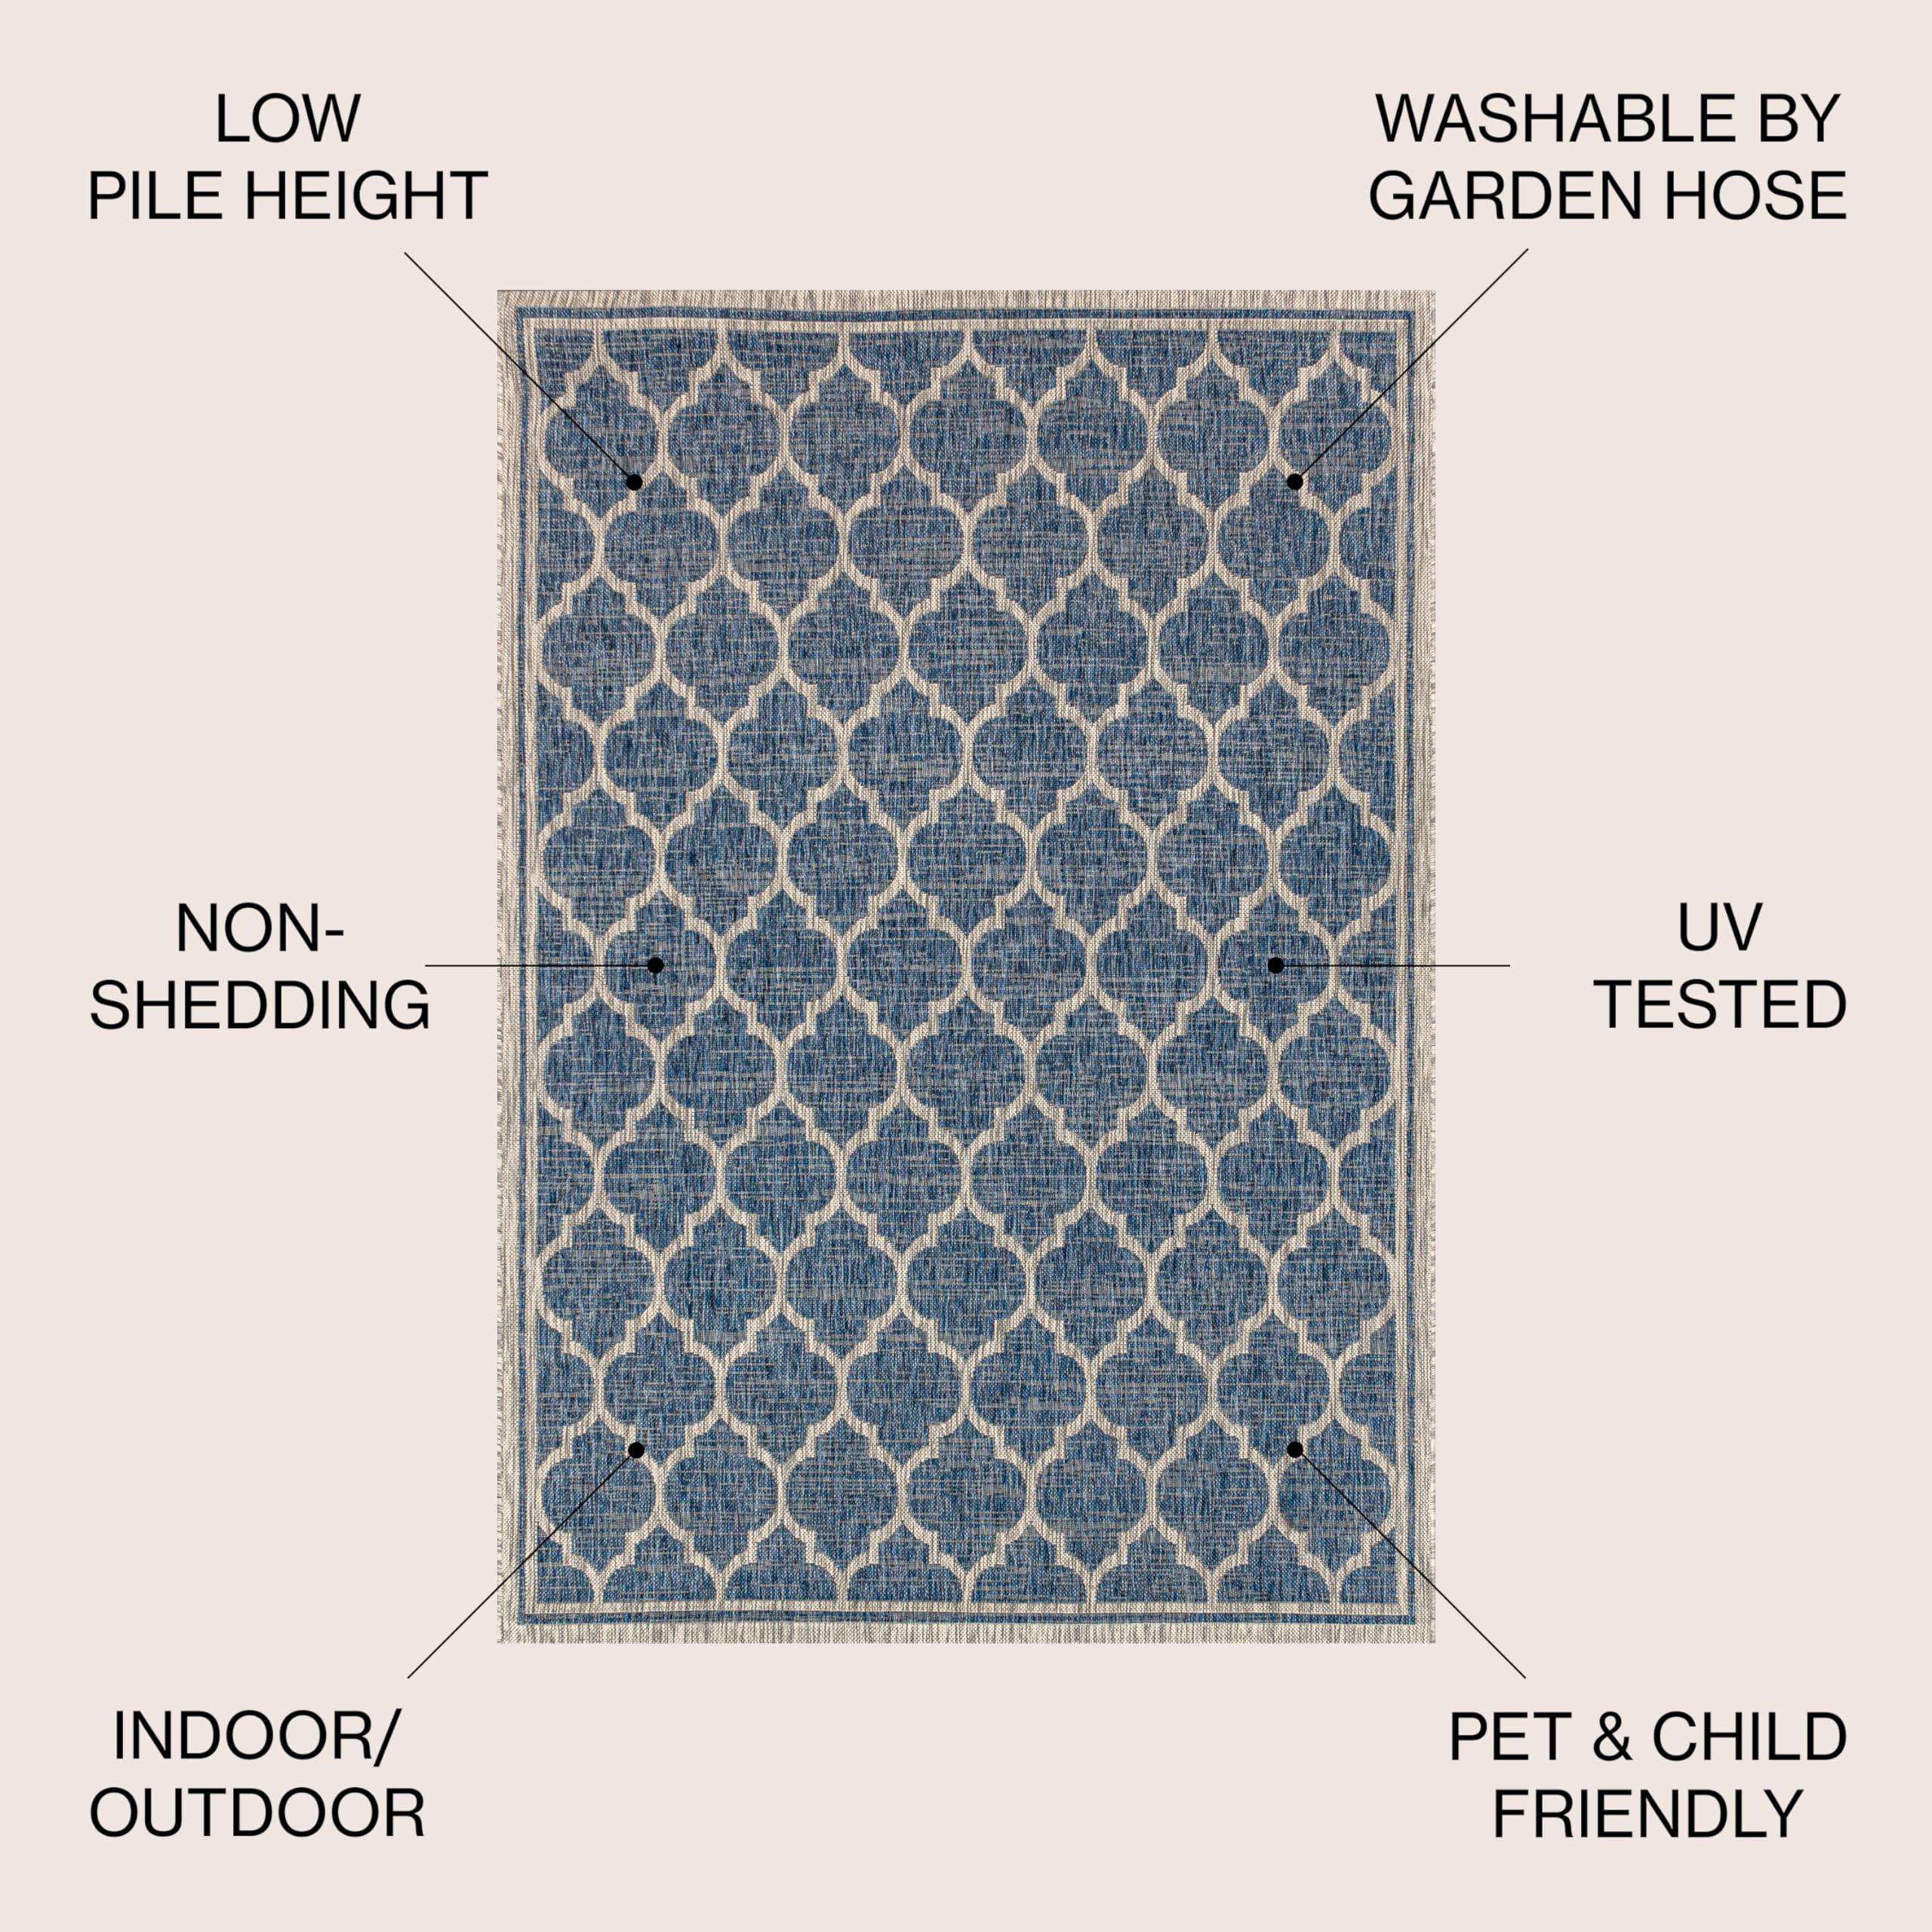 LOW
PILE HEIGHT
WASHABLE BY
GARDEN HOSE
NON-
SHEDDING
UV
TESTED
INDOOR/
OUTDOOR
PET & CHILD
FRIENDLY